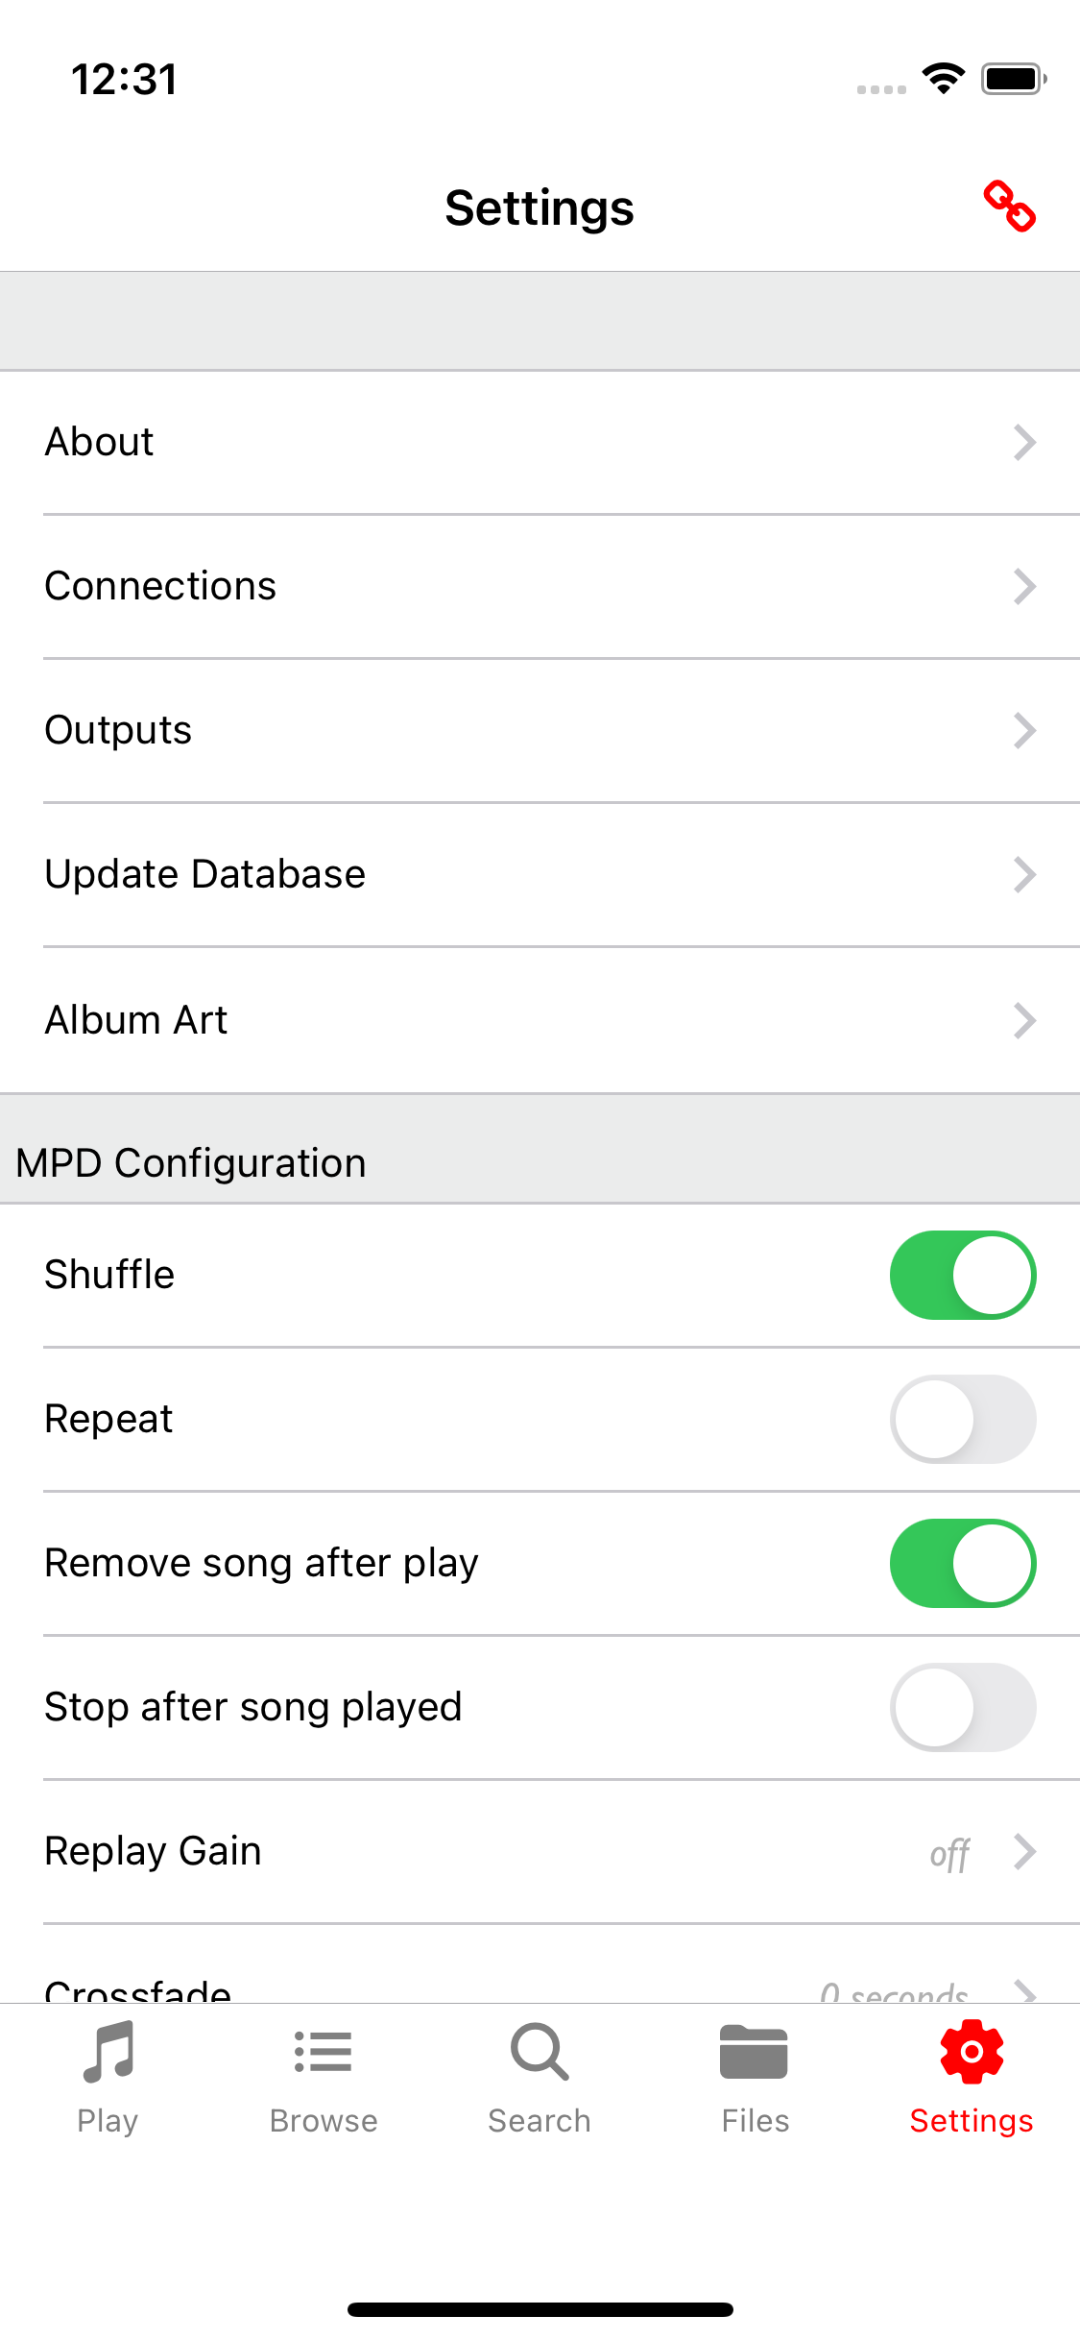 12:31
Settings
About
Connections
Outputs
Update Database
Album Art
MPD Configuration
Shuffle
Repeat
Remove song after play
Stop after song played
Replay Gain off
Crossfade 0 seconds
Play Browse Search Files Settings